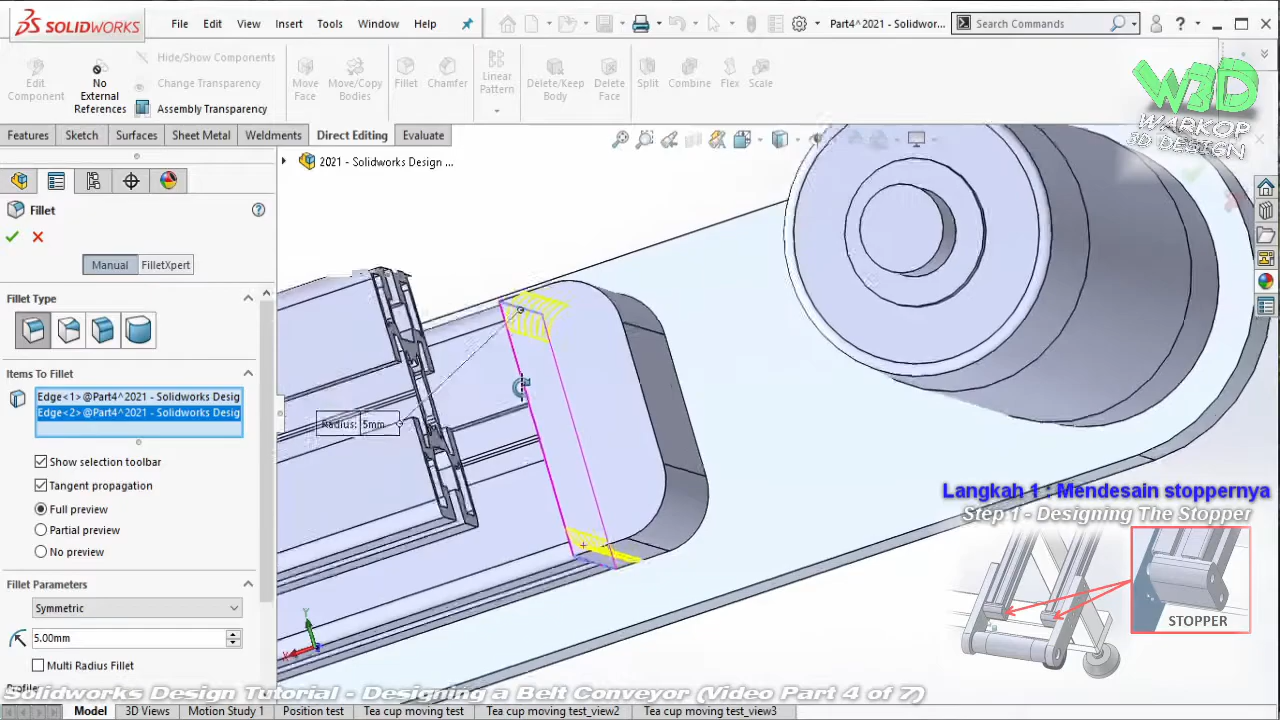 SOLIDWORKS
File Edit View Insert Tools Window Help
Part4^2021 - Solidwor...
Search Commands
Edit Component
No External References
Hide/Show Components
Change Transparency
Assembly Transparency
Move Face
Move/Copy Bodies
Fillet
Chamfer
Linear Pattern
Delete/Keep Body
Delete Face
Split
Combine
Flex
Scale
W3D
WARKOP
3D DESIGN
Features Sketch Surfaces Sheet Metal Weldments Direct Editing Evaluate
2021 - Solidworks Design ...
Fillet
Manual FilletXpert
Fillet Type
Items To Fillet
Edge<1>@Part4^2021 - Solidworks Desig
Edge<2>@Part4^2021 - Solidworks Desig
Show selection toolbar
Tangent propagation
Full preview
Partial preview
No preview
Fillet Parameters
Symmetric
5.00mm
Multi Radius Fillet
Profile
Radius: 5mm
Y
X
Langkah 1 : Mendesain stoppernya
Step 1 - Designing The Stopper
STOPPER
Solidworks Design Tutorial - Designing a Belt Conveyor (Video Part 4 of 7)
Model 3D Views Motion Study 1 Position test Tea cup moving test Tea cup moving test_view2 Tea cup moving test_view3